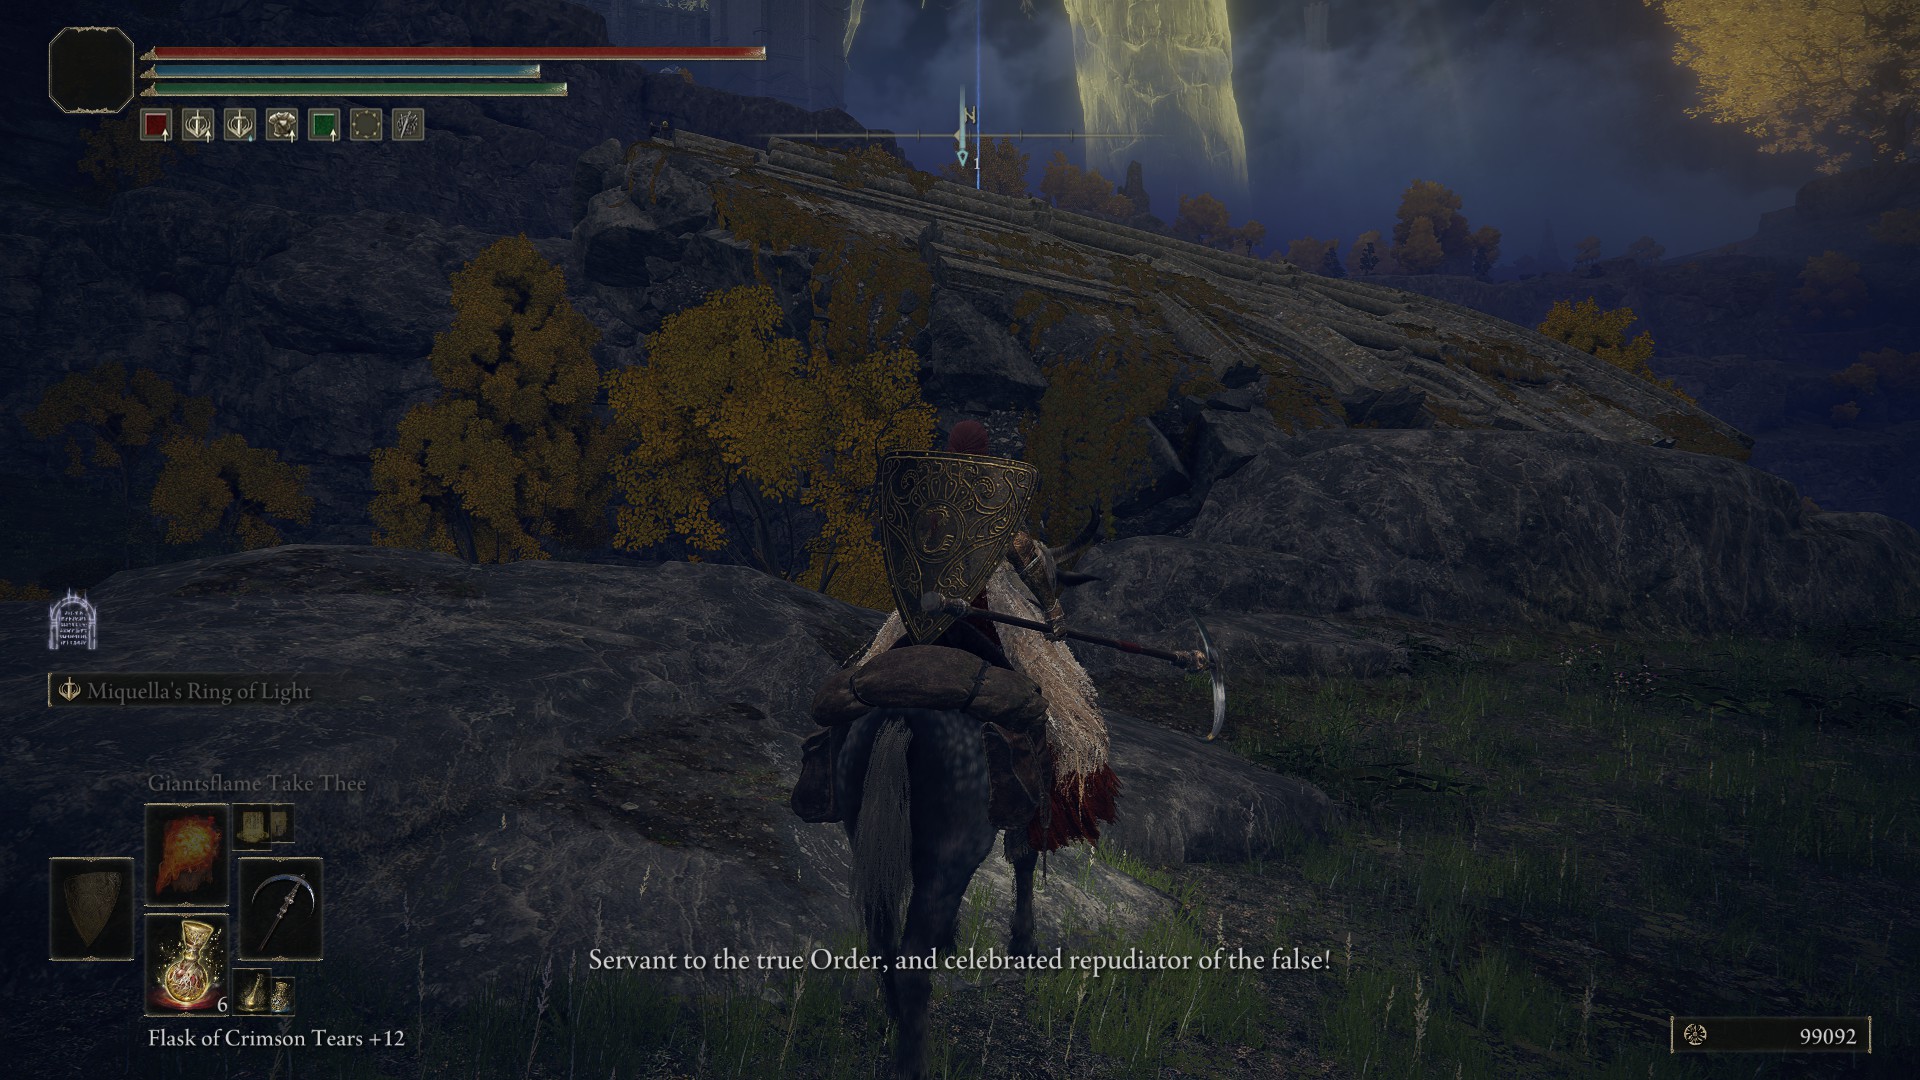 N
1
Miquella's Ring of Light
Giantsflame Take Thee
6
Flask of Crimson Tears +12
Servant to the true Order, and celebrated repudiator of the false!
99092